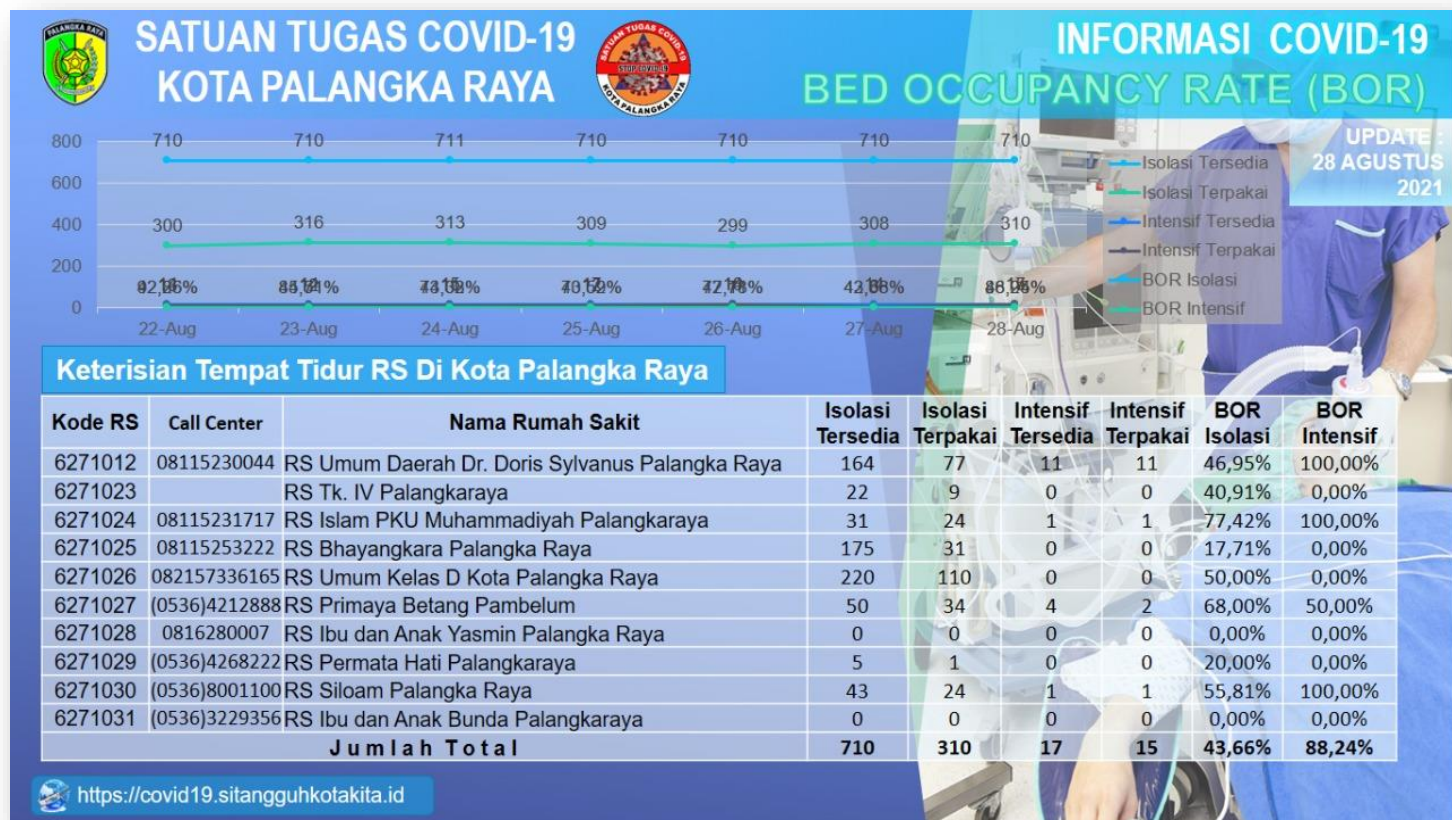 SATUAN TUGAS COVID-19
KOTA PALANGKA RAYA
PALANGKA RAYA
SATUAN TUGAS COVID-19
STOP COVID-19
KOTA PALANGKARAYA
INFORMASI COVID-19
BED OCCUPANCY RATE (BOR)
UPDATE :
28 AGUSTUS
2021
800 710 710 711 710 710 710 710
600
400 300 316 313 309 299 308 310
200
0
22-Aug 23-Aug 24-Aug 25-Aug 26-Aug 27-Aug 28-Aug
Isolasi Tersedia
Isolasi Terpakai
Intensif Tersedia
Intensif Terpakai
BOR Isolasi
BOR Intensif
Keterisian Tempat Tidur RS Di Kota Palangka Raya
Kode RS Call Center Nama Rumah Sakit Isolasi Tersedia Isolasi Terpakai Intensif Tersedia Intensif Terpakai BOR Isolasi BOR Intensif
6271012 08115230044 RS Umum Daerah Dr. Doris Sylvanus Palangka Raya 164 77 11 11 46,95% 100,00%
6271023 RS Tk. IV Palangkaraya 22 9 0 0 40,91% 0,00%
6271024 08115231717 RS Islam PKU Muhammadiyah Palangkaraya 31 24 1 1 77,42% 100,00%
6271025 08115253222 RS Bhayangkara Palangka Raya 175 31 0 0 17,71% 0,00%
6271026 082157336165 RS Umum Kelas D Kota Palangka Raya 220 110 0 0 50,00% 0,00%
6271027 (0536)4212888 RS Primaya Betang Pambelum 50 34 4 2 68,00% 50,00%
6271028 0816280007 RS Ibu dan Anak Yasmin Palangka Raya 0 0 0 0 0,00% 0,00%
6271029 (0536)4268222 RS Permata Hati Palangkaraya 5 1 0 0 20,00% 0,00%
6271030 (0536)8001100 RS Siloam Palangka Raya 43 24 1 1 55,81% 100,00%
6271031 (0536)3229356 RS Ibu dan Anak Bunda Palangkaraya 0 0 0 0 0,00% 0,00%
Jumlah Total 710 310 17 15 43,66% 88,24%
https://covid19.sitangguhkotakita.id